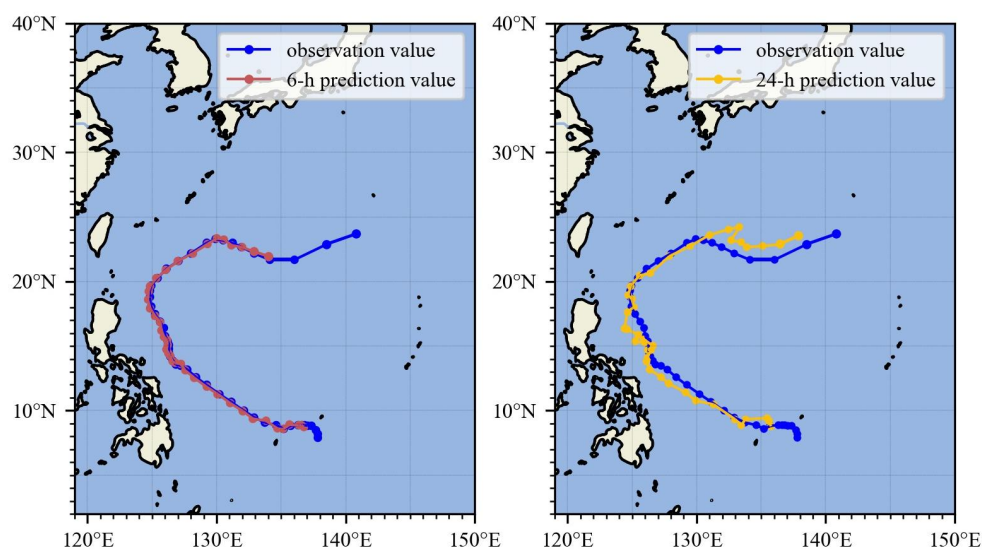 40°N
30°N
20°N
10°N
120°E
130°E
140°E
150°E
observation value
6-h prediction value
40°N
30°N
20°N
10°N
120°E
130°E
140°E
150°E
observation value
24-h prediction value